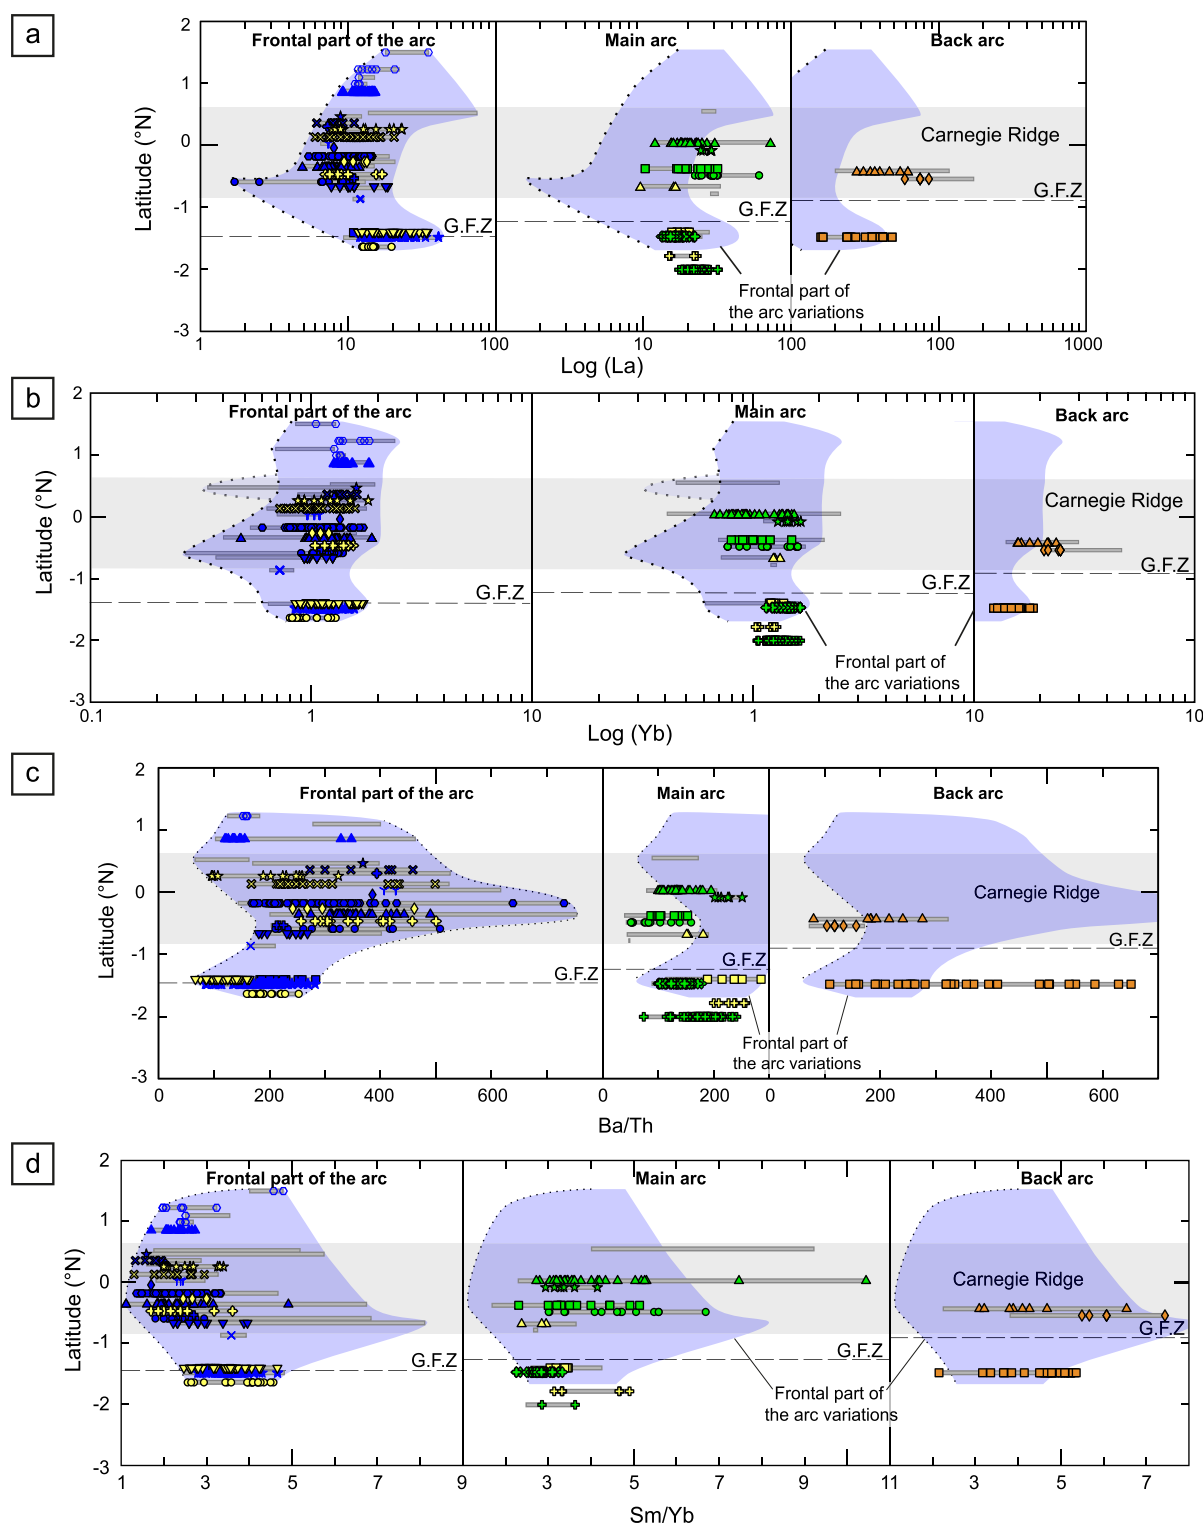 a
Frontal part of the arc
Main arc
Back arc
2
1
0
-1
-2
-3
Latitude (°N)
Carnegie Ridge
G.F.Z
G.F.Z
G.F.Z
Frontal part of
the arc variations
1
10
100
10
100
100
1000
Log (La)
b
Frontal part of the arc
Main arc
Back arc
2
1
0
-1
-2
-3
Latitude (°N)
Carnegie Ridge
G.F.Z
G.F.Z
G.F.Z
Frontal part of
the arc variations
0.1
1
10
1
10
10
Log (Yb)
c
Frontal part of the arc
Main arc
Back arc
2
1
0
-1
-2
-3
Latitude (°N)
Carnegie Ridge
G.F.Z
G.F.Z
G.F.Z
Frontal part of
the arc variations
0
200
400
600
0
200
0
200
400
600
Ba/Th
d
Frontal part of the arc
Main arc
Back arc
2
1
0
-1
-2
-3
Latitude (°N)
Carnegie Ridge
G.F.Z
G.F.Z
G.F.Z
Frontal part of
the arc variations
1
3
5
7
9
3
5
7
9
11
3
5
7
Sm/Yb